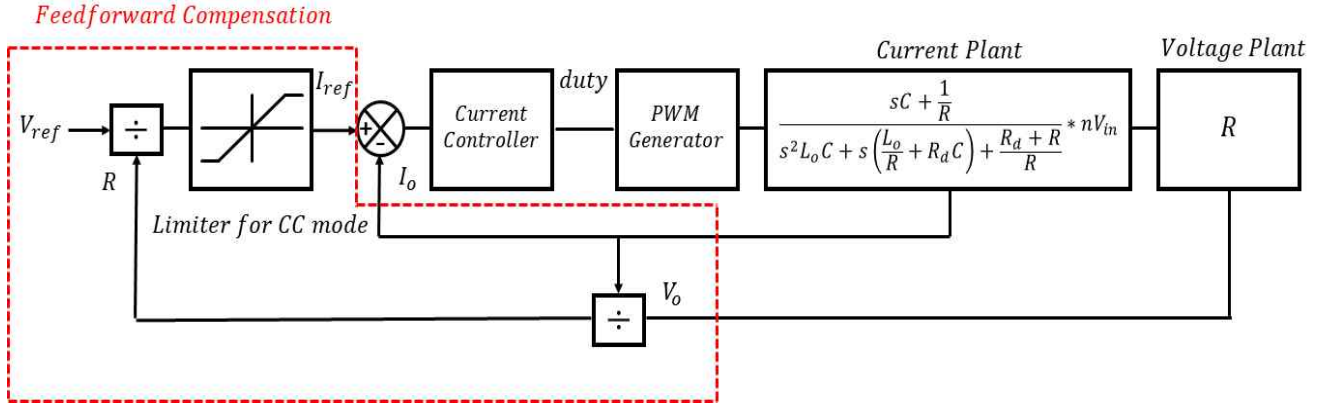 Feedforward Compensation
Current Plant
Voltage Plant
V_ref
÷
I_ref
+
-
Current
Controller
duty
PWM
Generator
sC + 1/R
s²L_oC + s(L_o/R + R_dC) + (R_d + R)/R
* nV_in
R
R
I_o
Limiter for CC mode
V_o
÷